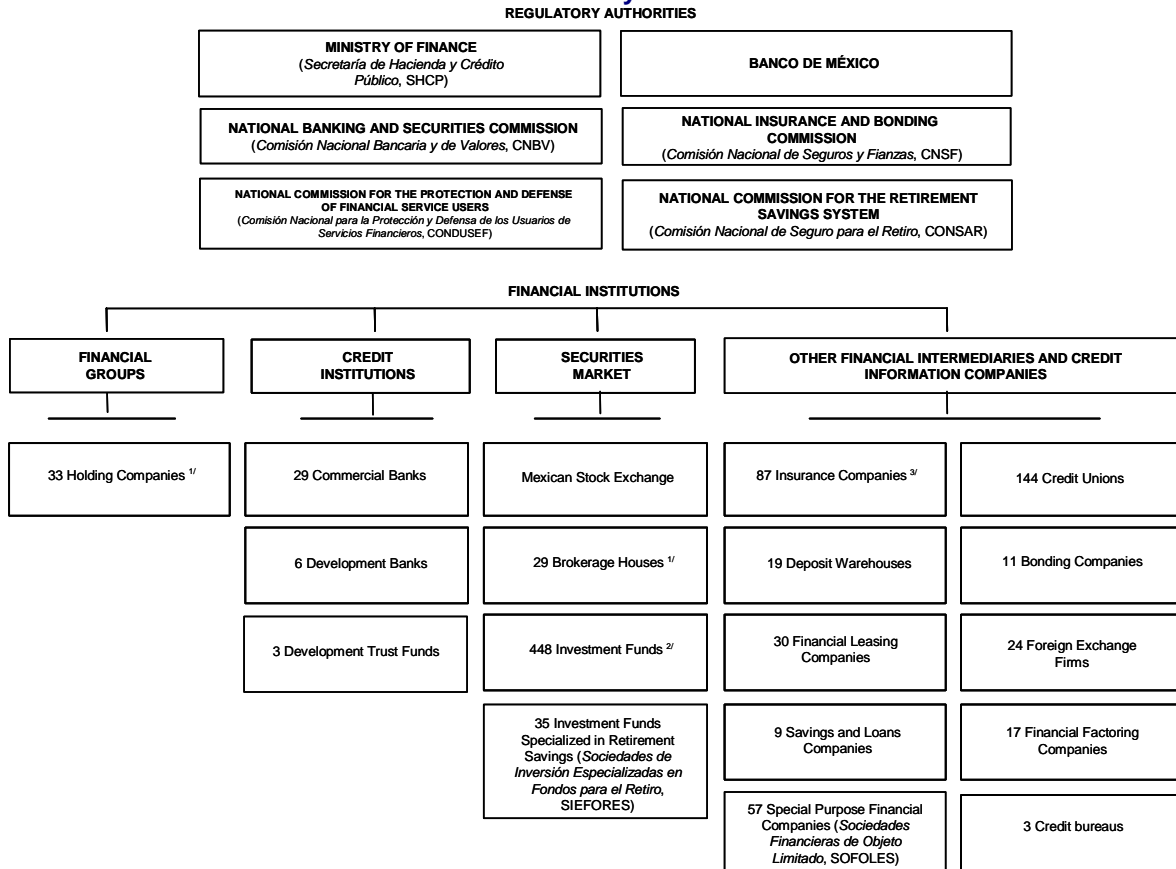 REGULATORY AUTHORITIES
MINISTRY OF FINANCE
(Secretaría de Hacienda y Crédito
Público, SHCP)
BANCO DE MÉXICO
NATIONAL BANKING AND SECURITIES COMMISSION
(Comisión Nacional Bancaria y de Valores, CNBV)
NATIONAL INSURANCE AND BONDING
COMMISSION
(Comisión Nacional de Seguros y Fianzas, CNSF)
NATIONAL COMMISSION FOR THE PROTECTION AND DEFENSE
OF FINANCIAL SERVICE USERS
(Comisión Nacional para la Protección y Defensa de los Usuarios de
Servicios Financieros, CONDUSEF)
NATIONAL COMMISSION FOR THE RETIREMENT
SAVINGS SYSTEM
(Comisión Nacional de Seguro para el Retiro, CONSAR)
FINANCIAL INSTITUTIONS
FINANCIAL
GROUPS
CREDIT
INSTITUTIONS
SECURITIES
MARKET
OTHER FINANCIAL INTERMEDIARIES AND CREDIT
INFORMATION COMPANIES
33 Holding Companies 1/
29 Commercial Banks
Mexican Stock Exchange
87 Insurance Companies 3/
144 Credit Unions
6 Development Banks
29 Brokerage Houses 1/
19 Deposit Warehouses
11 Bonding Companies
3 Development Trust Funds
448 Investment Funds 2/
30 Financial Leasing
Companies
24 Foreign Exchange
Firms
35 Investment Funds
Specialized in Retirement
Savings (Sociedades de
Inversión Especializadas en
Fondos para el Retiro,
SIEFORES)
9 Savings and Loans
Companies
17 Financial Factoring
Companies
57 Special Purpose Financial
Companies (Sociedades
Financieras de Objeto
Limitado, SOFOLES)
3 Credit bureaus